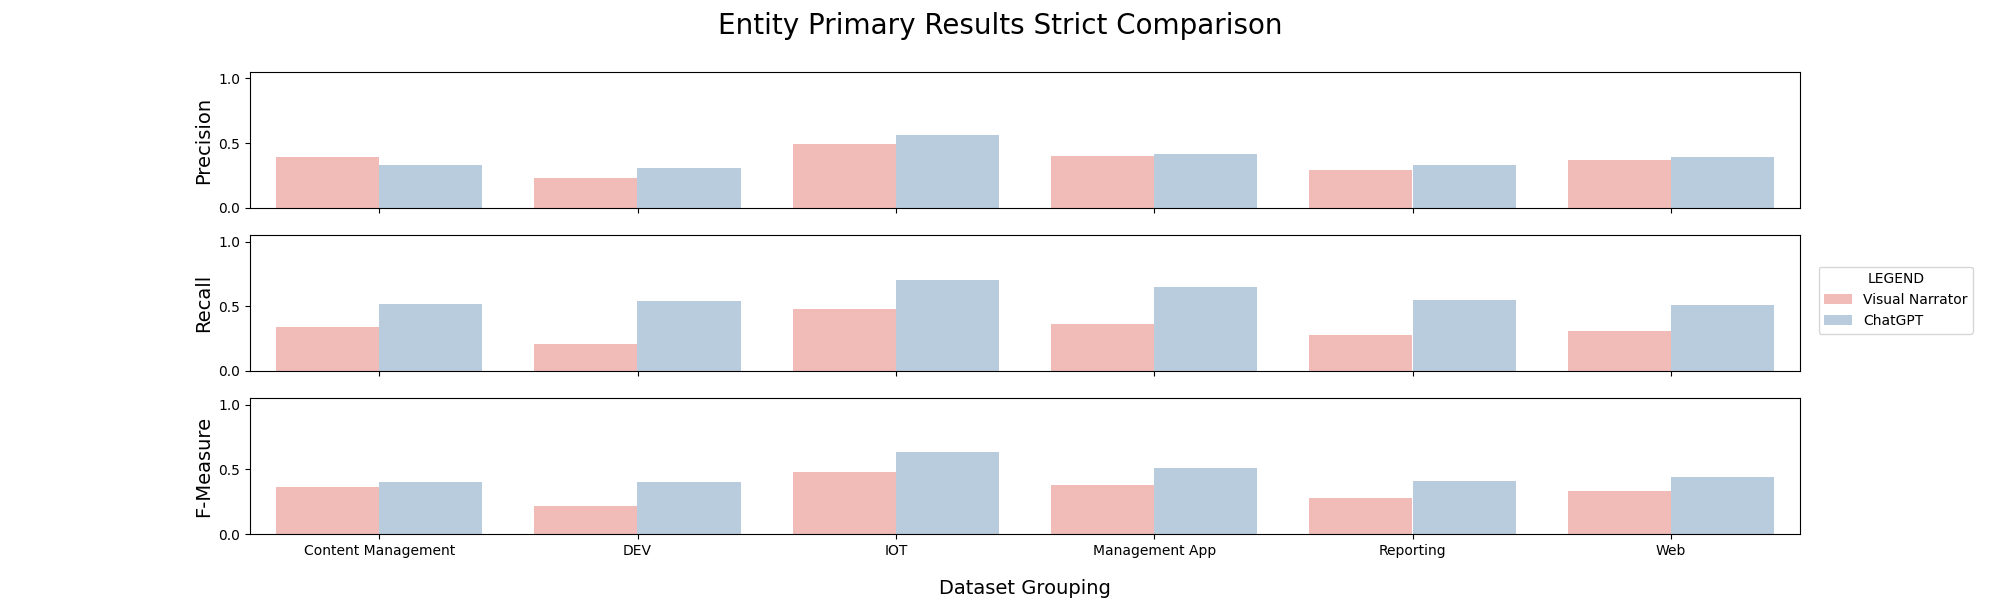 Entity Primary Results Strict Comparison
Precision
1.0
0.5
0.0
Recall
1.0
0.5
0.0
F-Measure
1.0
0.5
0.0
Content Management
DEV
IOT
Management App
Reporting
Web
Dataset Grouping
LEGEND
Visual Narrator
ChatGPT